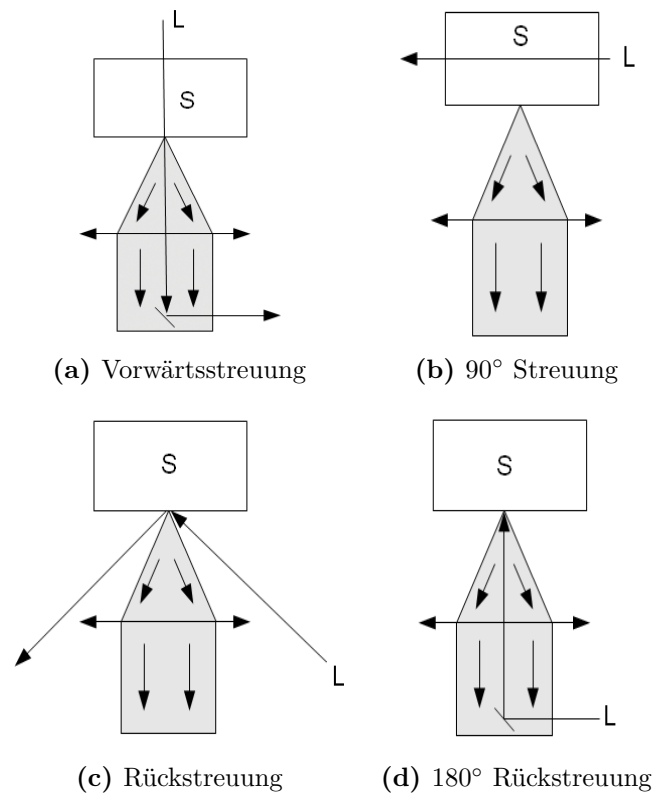 L
S
S
L
(a) Vorwärtsstreuung
(b) 90° Streuung
S
L
S
L
(c) Rückstreuung
(d) 180° Rückstreuung